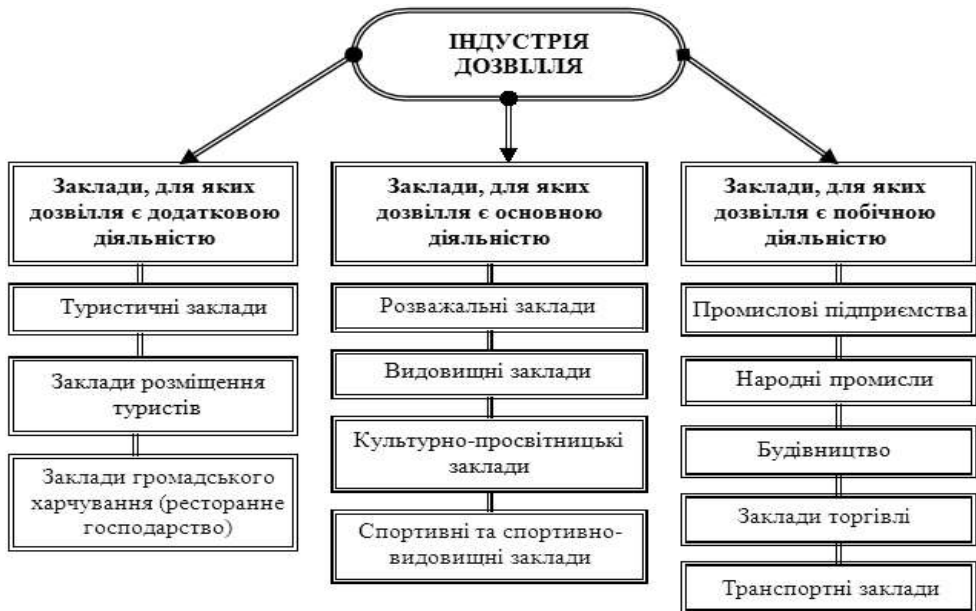 ІНДУСТРІЯ
ДОЗВІЛЛЯ
Заклади, для яких
дозвілля є додатковою
діяльністю
Туристичні заклади
Заклади розміщення
туристів
Заклади громадського
харчування (ресторанне
господарство)
Заклади, для яких
дозвілля є основною
діяльністю
Розважальні заклади
Видовищні заклади
Культурно-просвітницькі
заклади
Спортивні та спортивно-
видовищні заклади
Заклади, для яких
дозвілля є побічною
діяльністю
Промислові підприємства
Народні промисли
Будівництво
Заклади торгівлі
Транспортні заклади